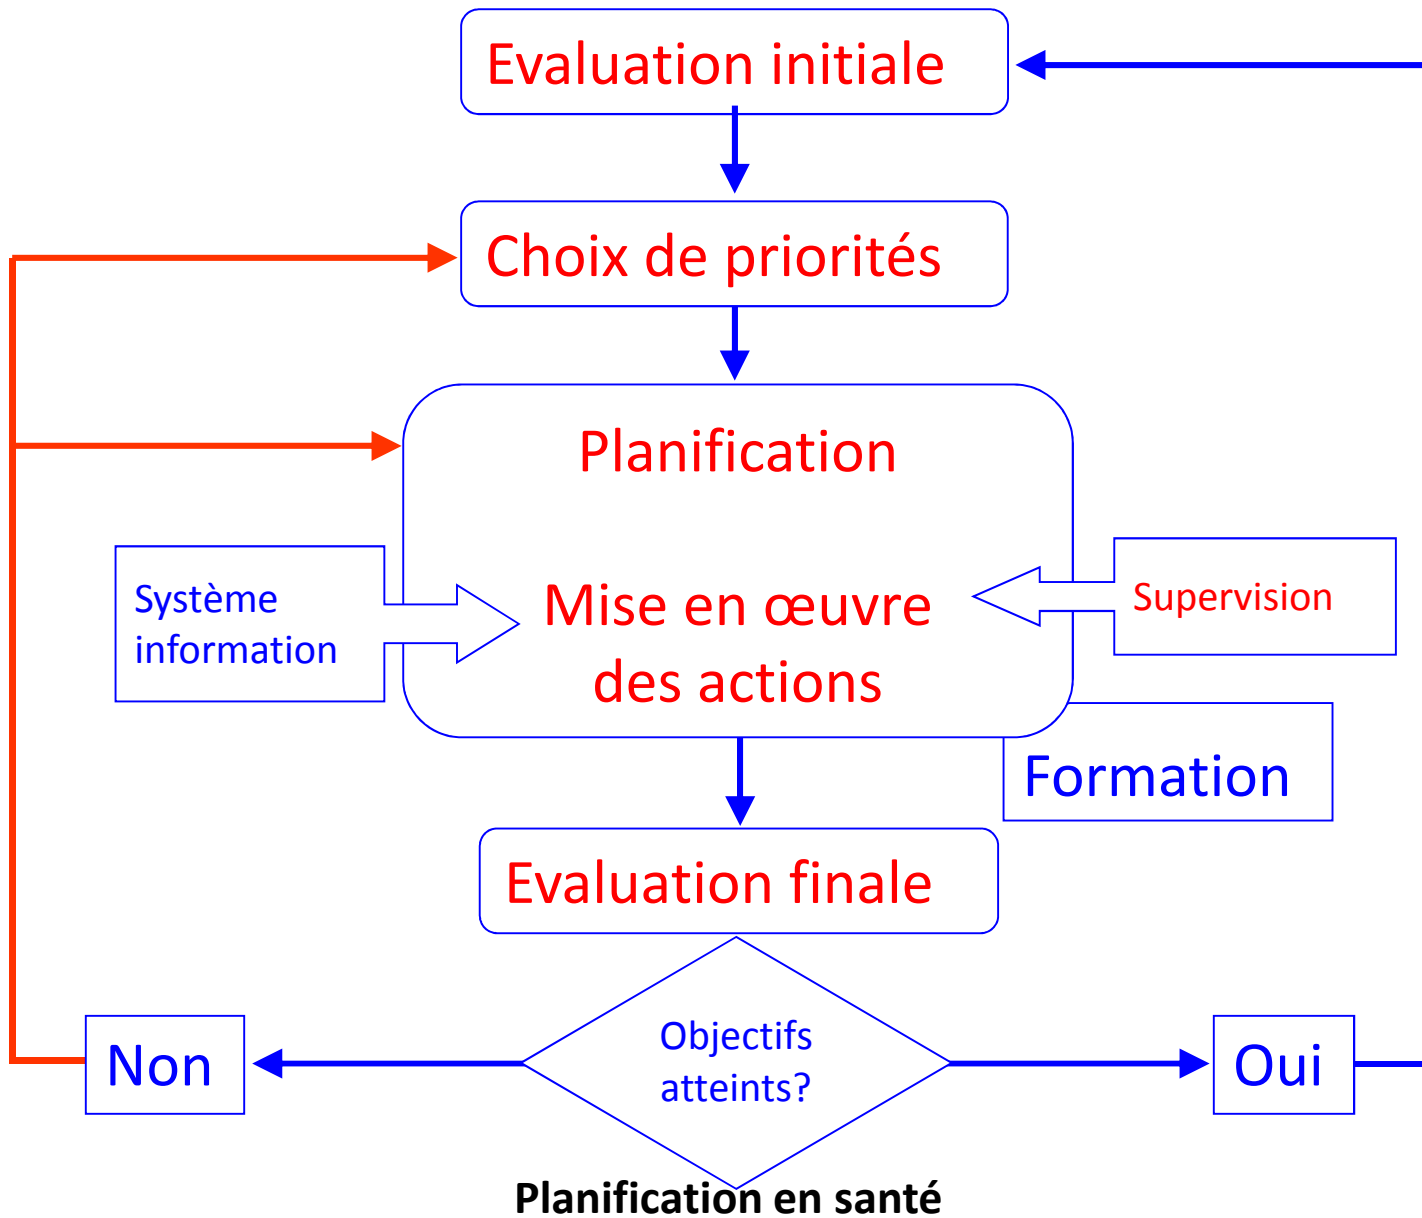 Evaluation initiale
Choix de priorités
Planification
Système
information
Mise en œuvre
des actions
Supervision
Formation
Evaluation finale
Objectifs
atteints?
Non
Oui
Planification en santé